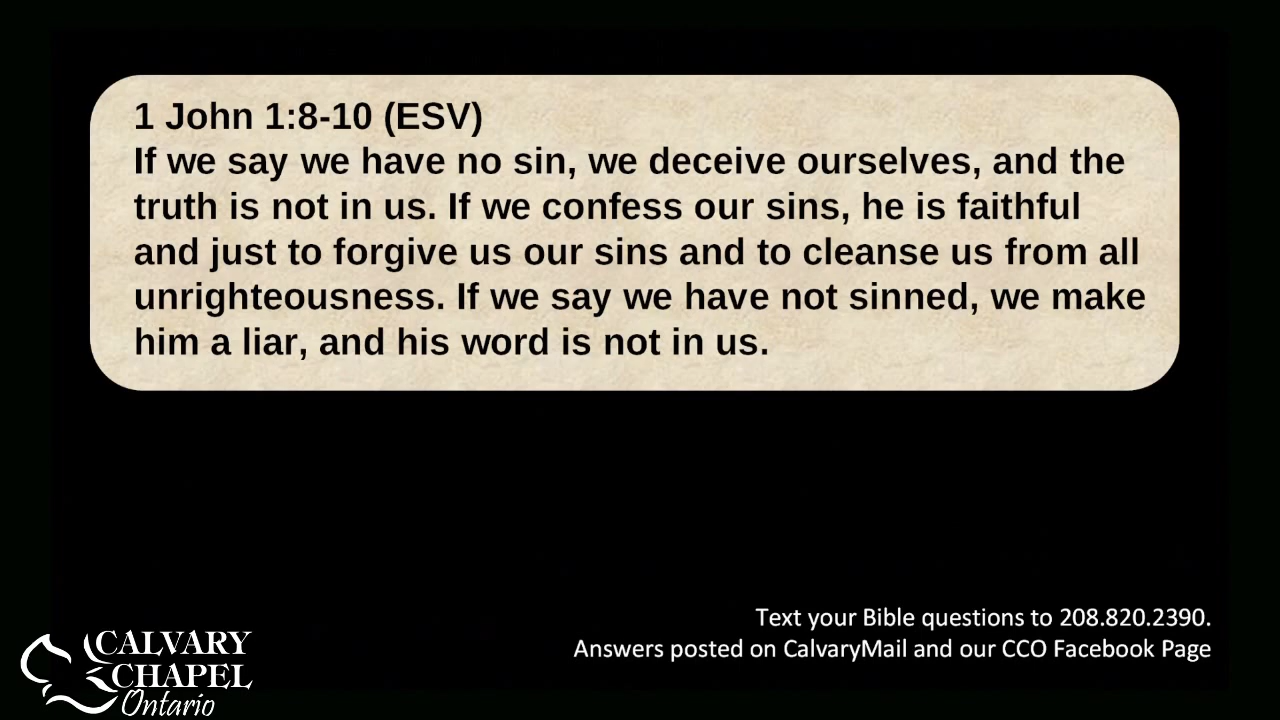 1 John 1:8-10 (ESV)
If we say we have no sin, we deceive ourselves, and the
truth is not in us. If we confess our sins, he is faithful
and just to forgive us our sins and to cleanse us from all
unrighteousness. If we say we have not sinned, we make
him a liar, and his word is not in us.
Text your Bible questions to 208.820.2390.
Answers posted on CalvaryMail and our CCO Facebook Page
CALVARY
CHAPEL
Ontario